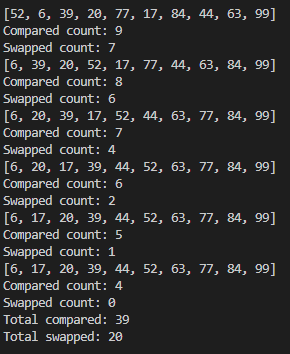 [52, 6, 39, 20, 77, 17, 84, 44, 63, 99]
Compared count: 9
Swapped count: 7
[6, 39, 20, 52, 17, 77, 44, 63, 84, 99]
Compared count: 8
Swapped count: 6
[6, 20, 39, 17, 52, 44, 63, 77, 84, 99]
Compared count: 7
Swapped count: 4
[6, 20, 17, 39, 44, 52, 63, 77, 84, 99]
Compared count: 6
Swapped count: 2
[6, 17, 20, 39, 44, 52, 63, 77, 84, 99]
Compared count: 5
Swapped count: 1
[6, 17, 20, 39, 44, 52, 63, 77, 84, 99]
Compared count: 4
Swapped count: 0
Total compared: 39
Total swapped: 20